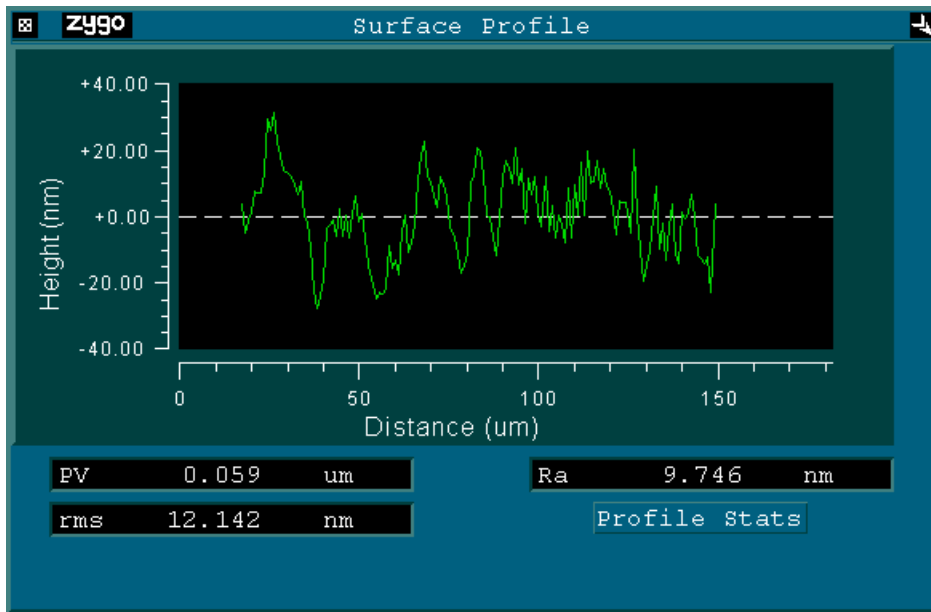 zygo Surface Profile
+40.00
+20.00
+0.00
-20.00
-40.00
Height (nm)
0 50 100 150
Distance (um)
PV 0.059 um Ra 9.746 nm
rms 12.142 nm Profile Stats